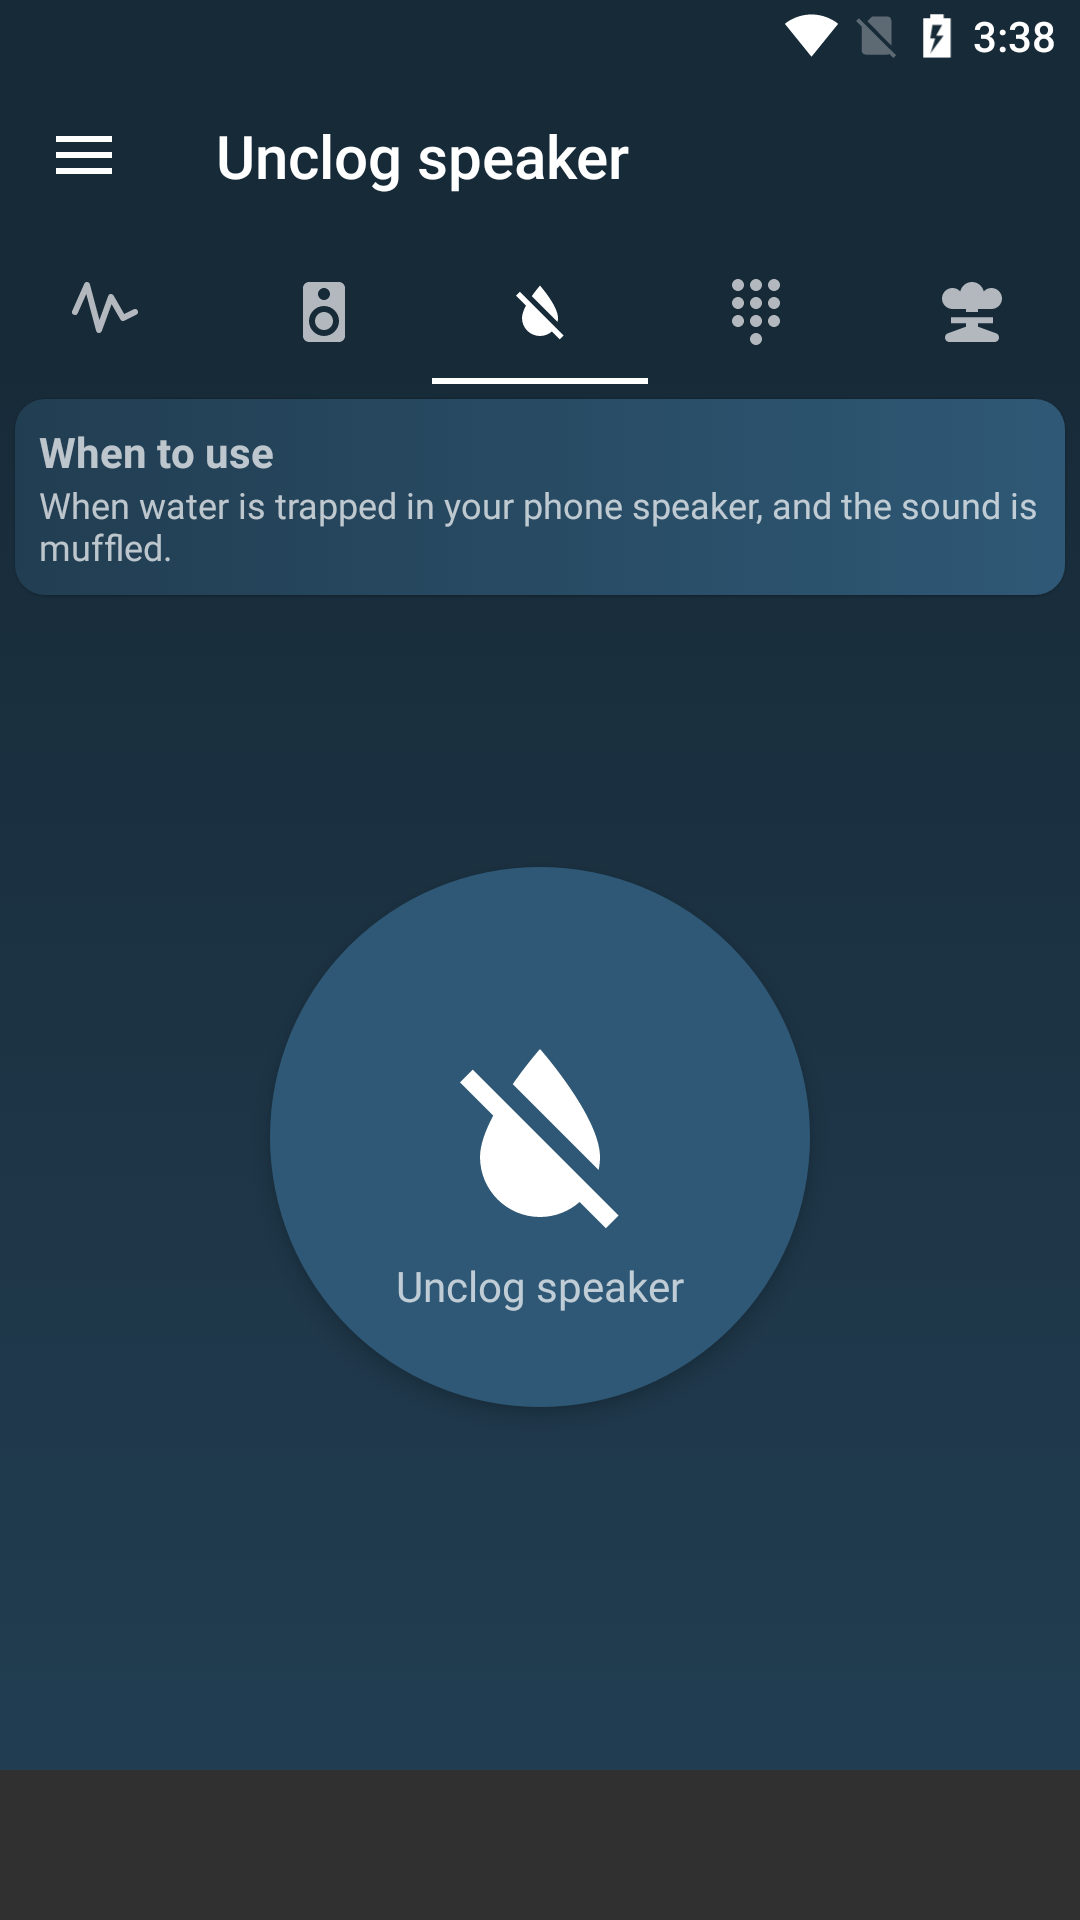 3:38
Unclog speaker
When to use
When water is trapped in your phone speaker, and the sound is
muffled.
Unclog speaker